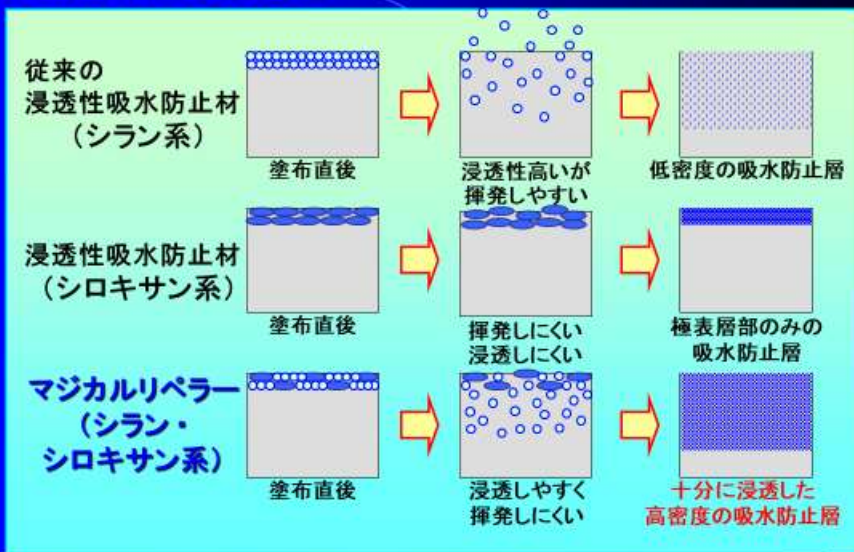 従来の
浸透性吸水防止材
（シラン系）
塗布直後
浸透性高いが
揮発しやすい
低密度の吸水防止層
浸透性吸水防止材
（シロキサン系）
塗布直後
揮発しにくい
浸透しにくい
極表層部のみの
吸水防止層
マジカルリペラー
（シラン・
シロキサン系）
塗布直後
浸透しやすく
揮発しにくい
十分に浸透した
高密度の吸水防止層